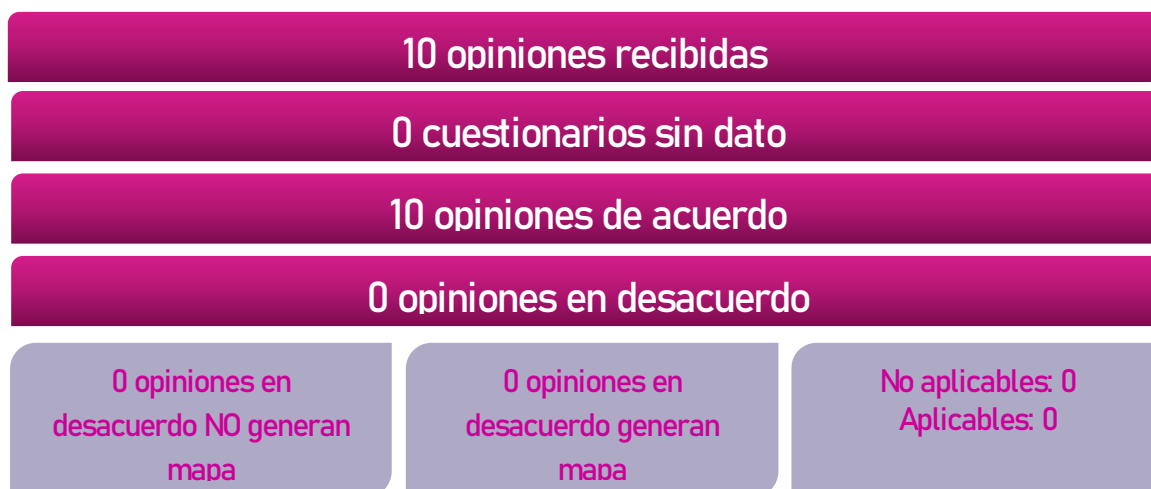 10 opiniones recibidas
0 cuestionarios sin dato
10 opiniones de acuerdo
0 opiniones en desacuerdo
0 opiniones en
desacuerdo NO generan
mapa
0 opiniones en
desacuerdo generan
mapa
No aplicables: 0
Aplicables: 0